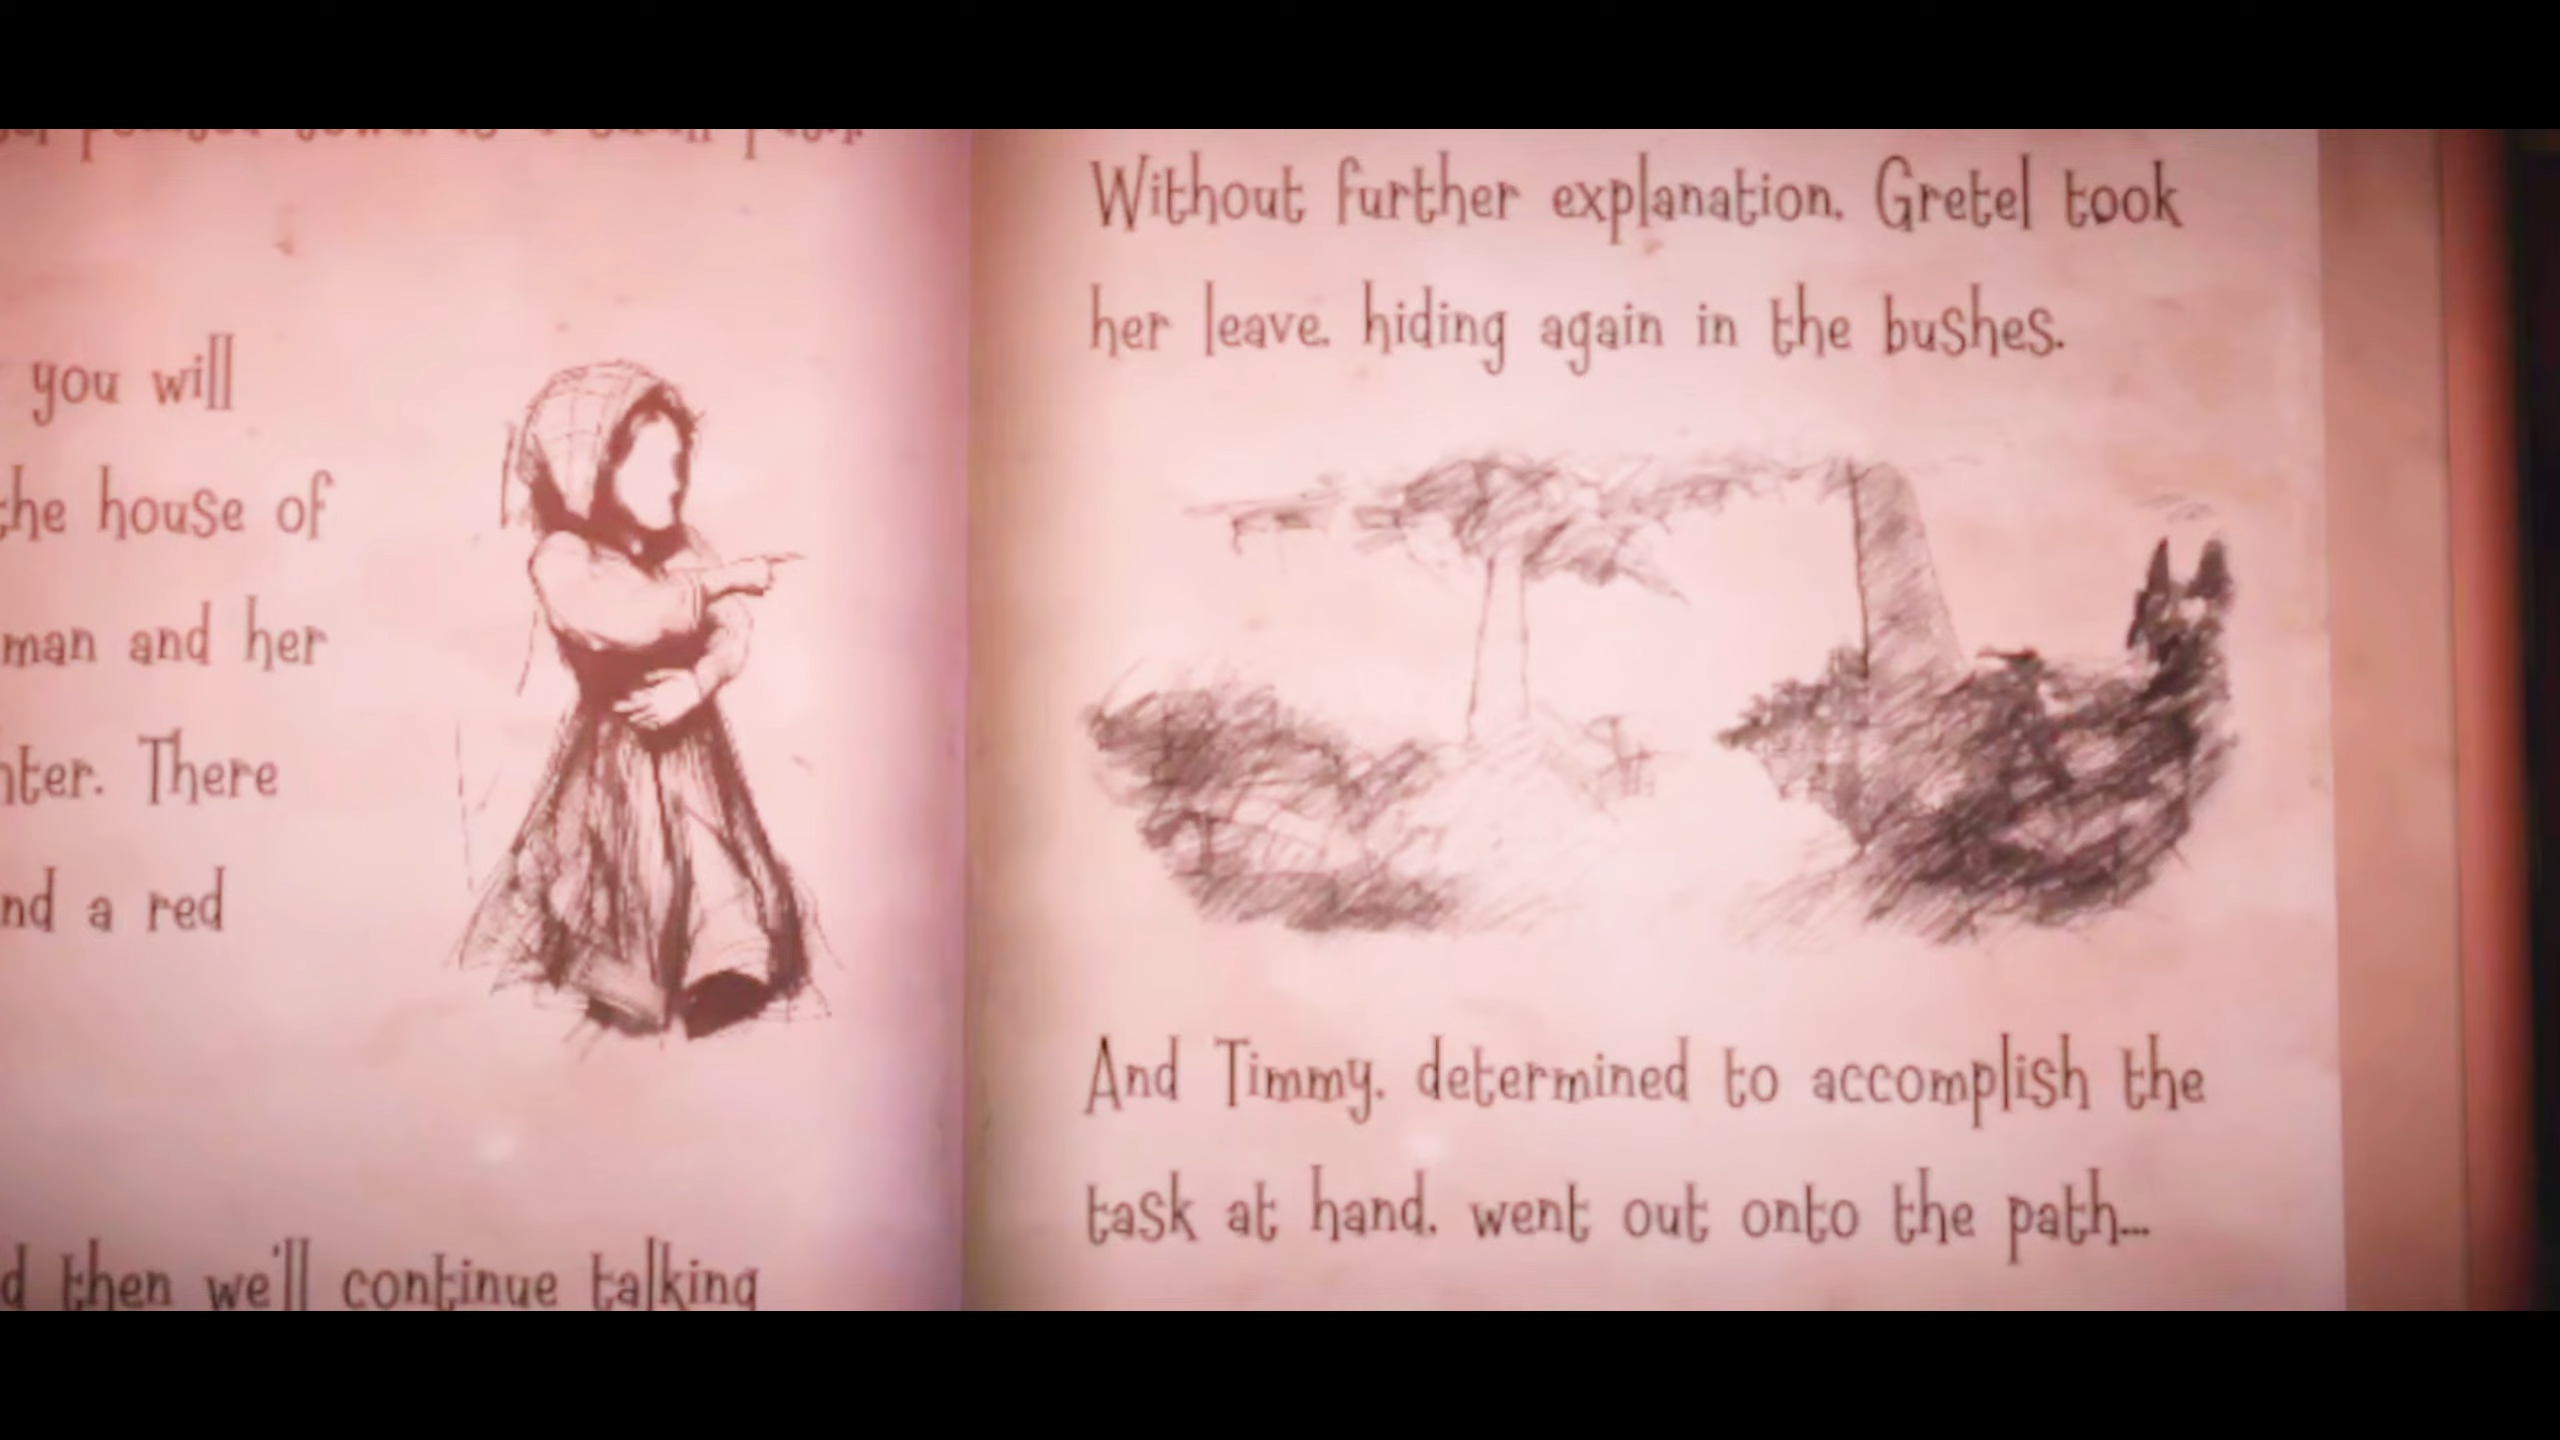 you will
the house of
man and her
There
a red
then we'll continue talking
Without further explanation, Gretel took
her leave, hiding again in the bushes.
And Timmy, determined to accomplish the
task at hand, went out onto the path...